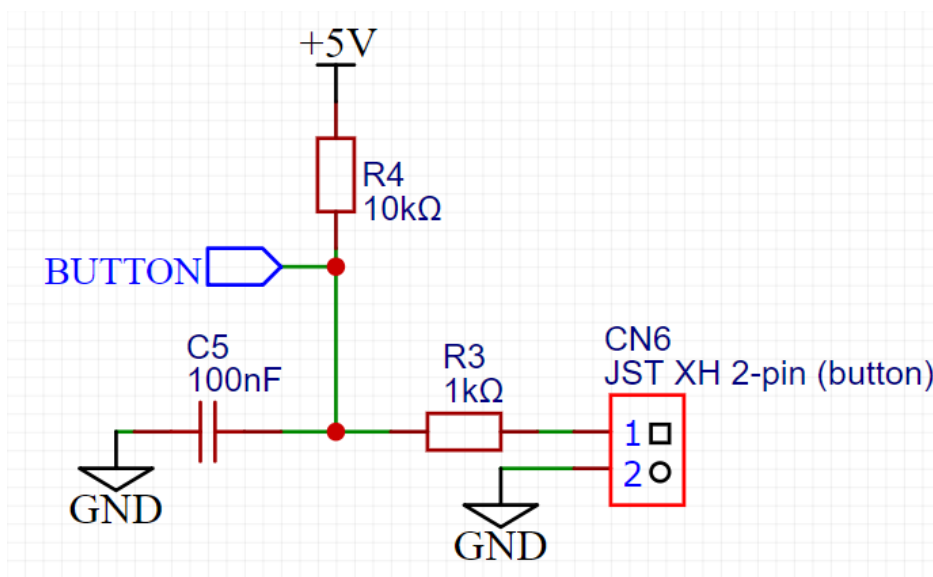 +5V
R4
10kΩ
BUTTON
C5
100nF
R3
1kΩ
CN6
JST XH 2-pin (button)
1
2
GND
GND